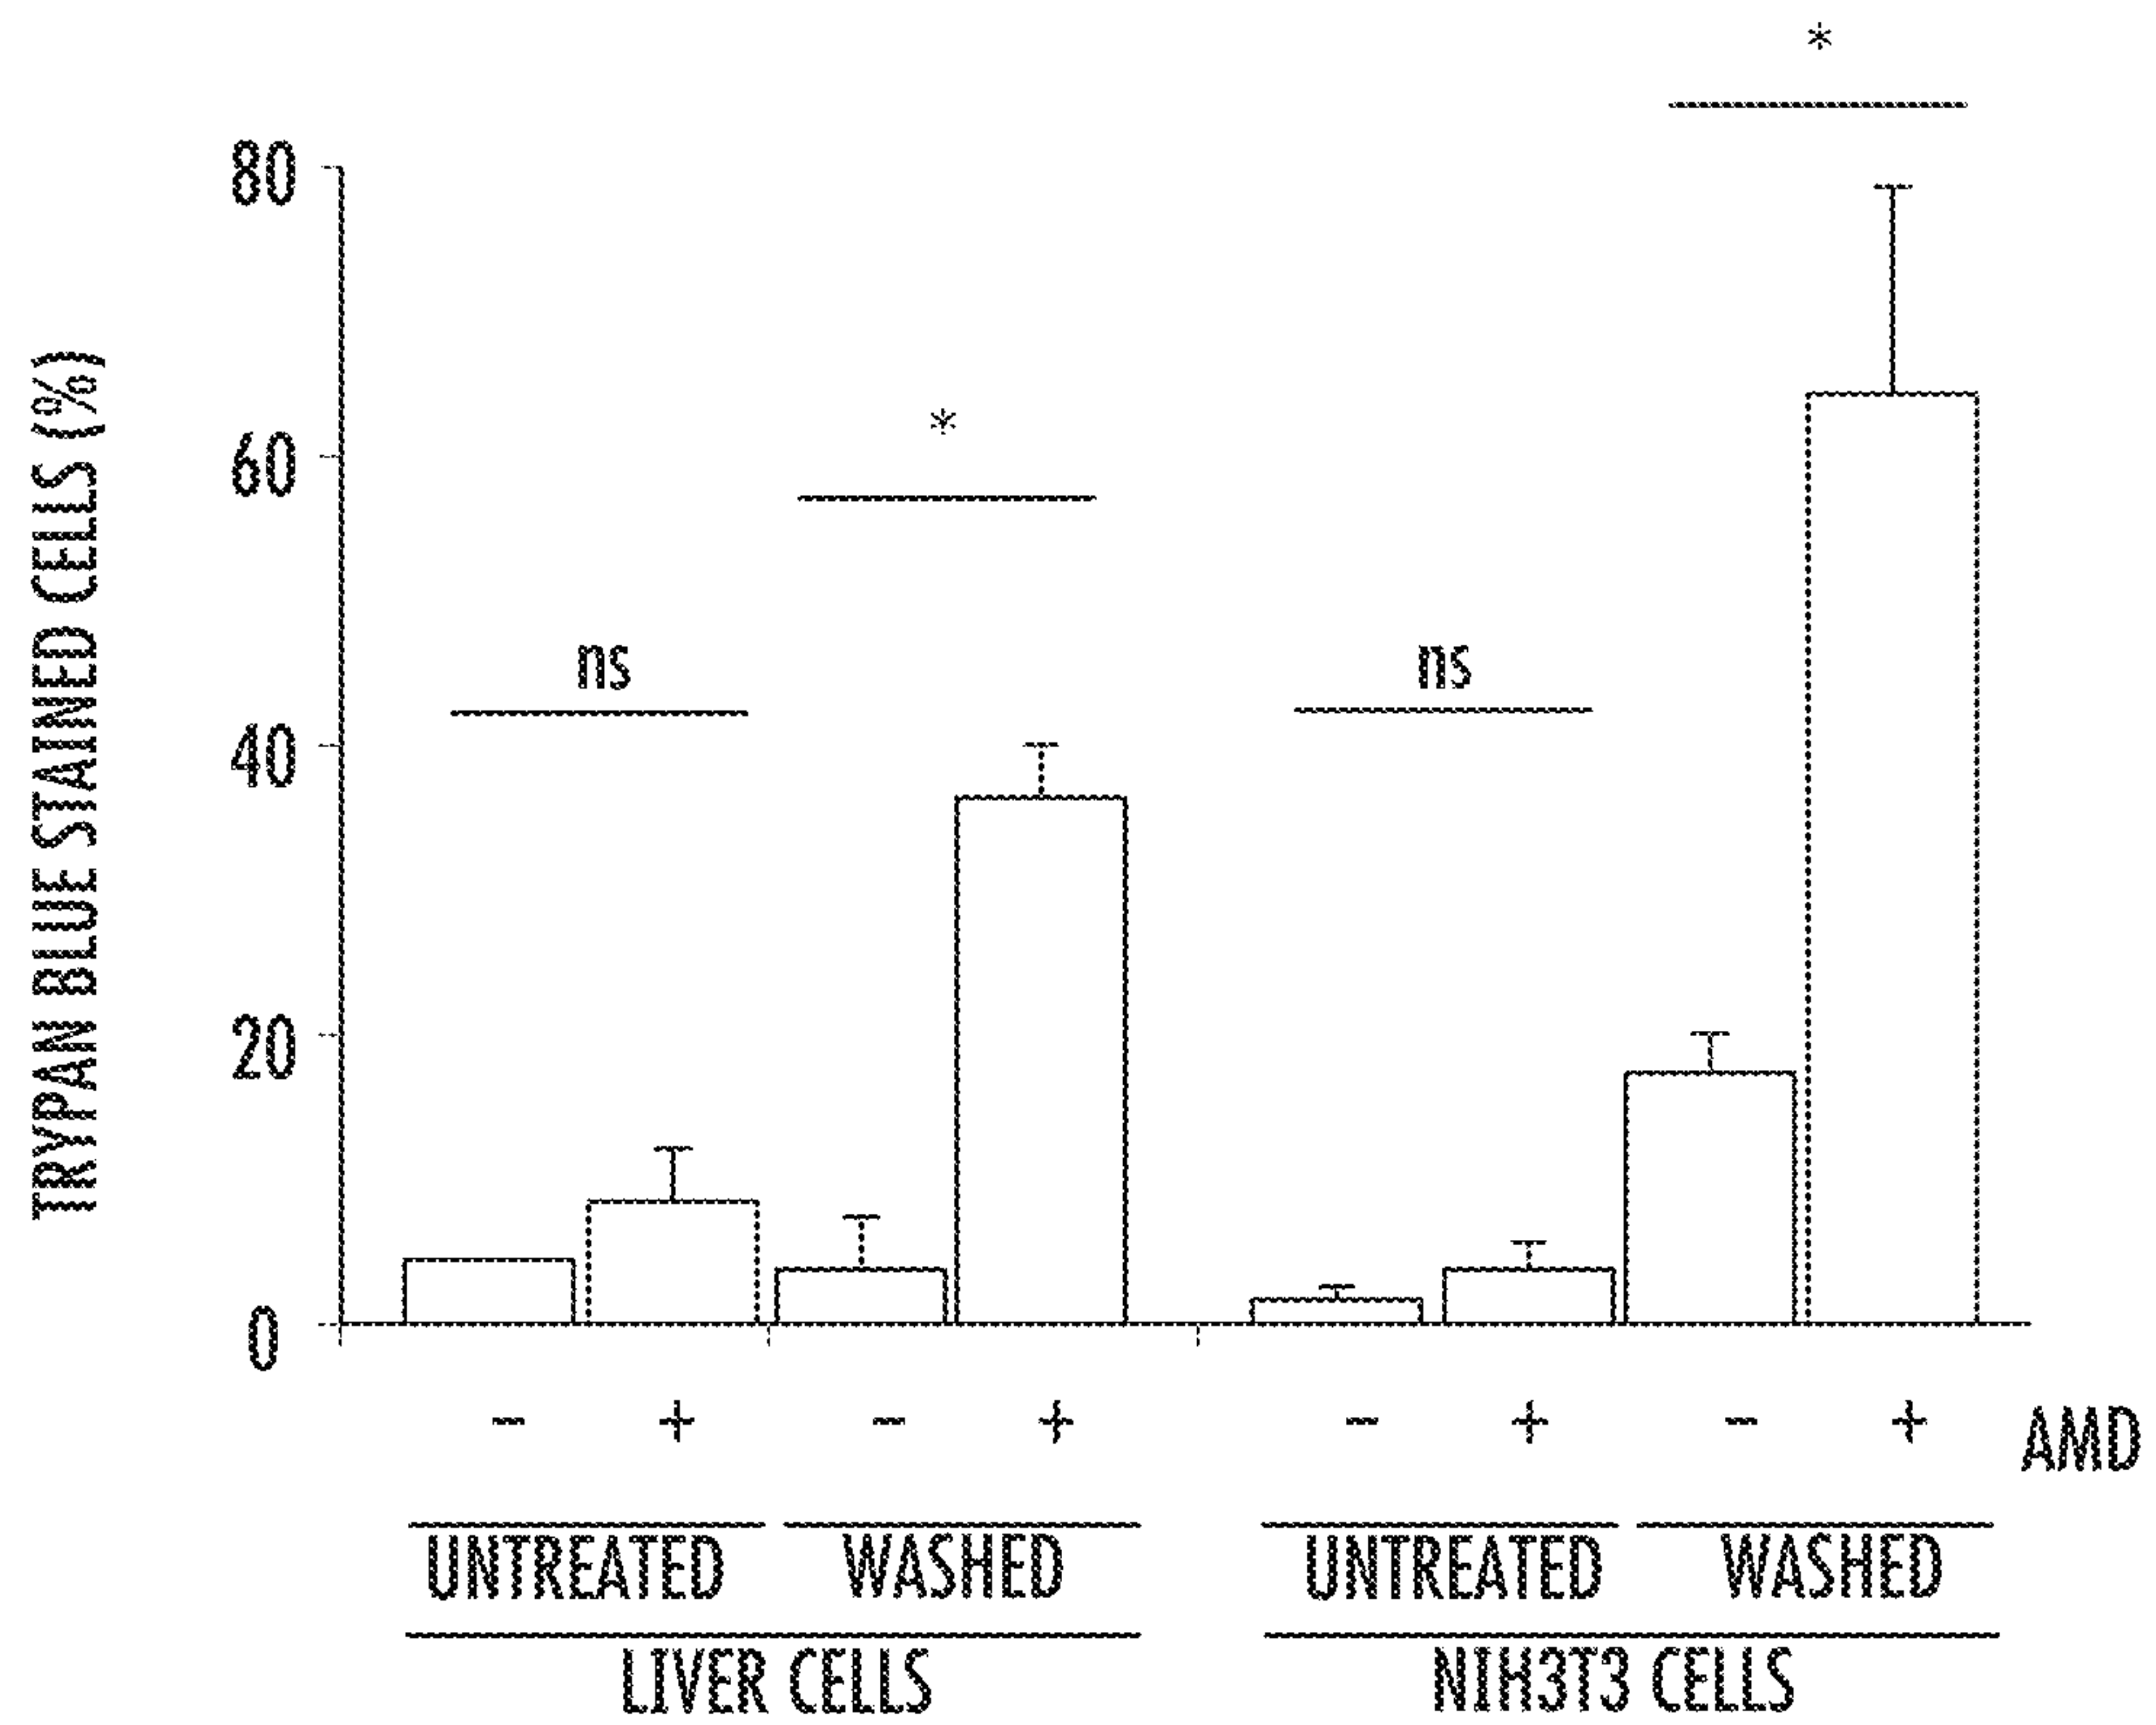 *
80
60
*
ns
ns
40
20
0
TRYPAN BLUE STAINED CELLS (%)
− + − + − + − + AMD
UNTREATED WASHED UNTREATED WASHED
LIVER CELLS NIH3T3 CELLS